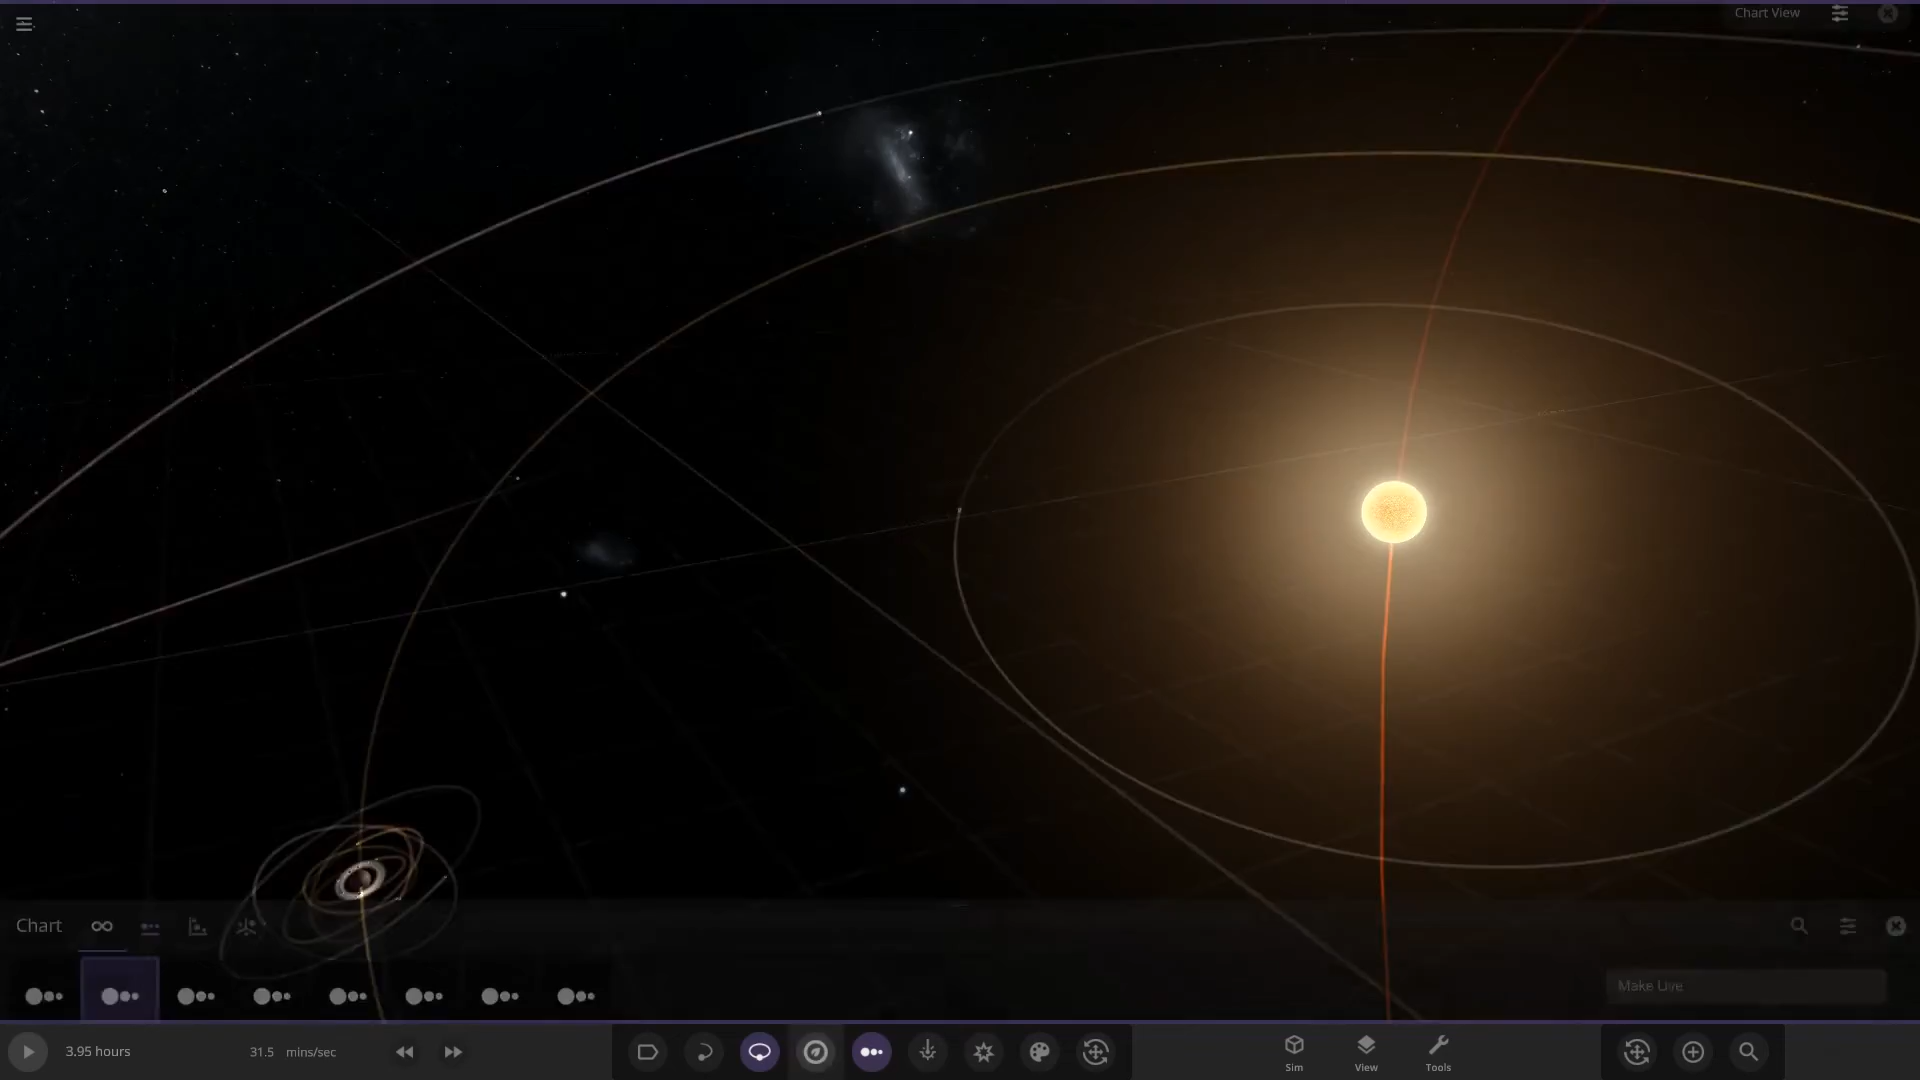 Chart View
Chart
Make Live
3.95 hours
31.5 mins/sec
Sim
View
Tools